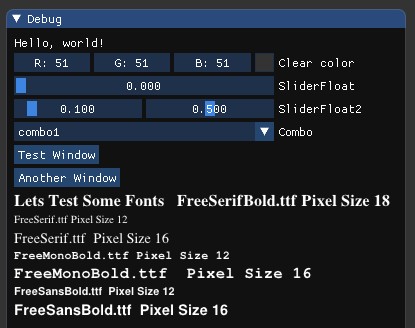 Debug
Hello, world!
R: 51 G: 51 B: 51 Clear color
0.000 SliderFloat
0.100 0.500 SliderFloat2
combo1 Combo
Test Window
Another Window
Lets Test Some Fonts FreeSerifBold.ttf Pixel Size 18
FreeSerif.ttf Pixel Size 12
FreeSerif.ttf Pixel Size 16
FreeMonoBold.ttf Pixel Size 12
FreeMonoBold.ttf Pixel Size 16
FreeSansBold.ttf Pixel Size 12
FreeSansBold.ttf Pixel Size 16